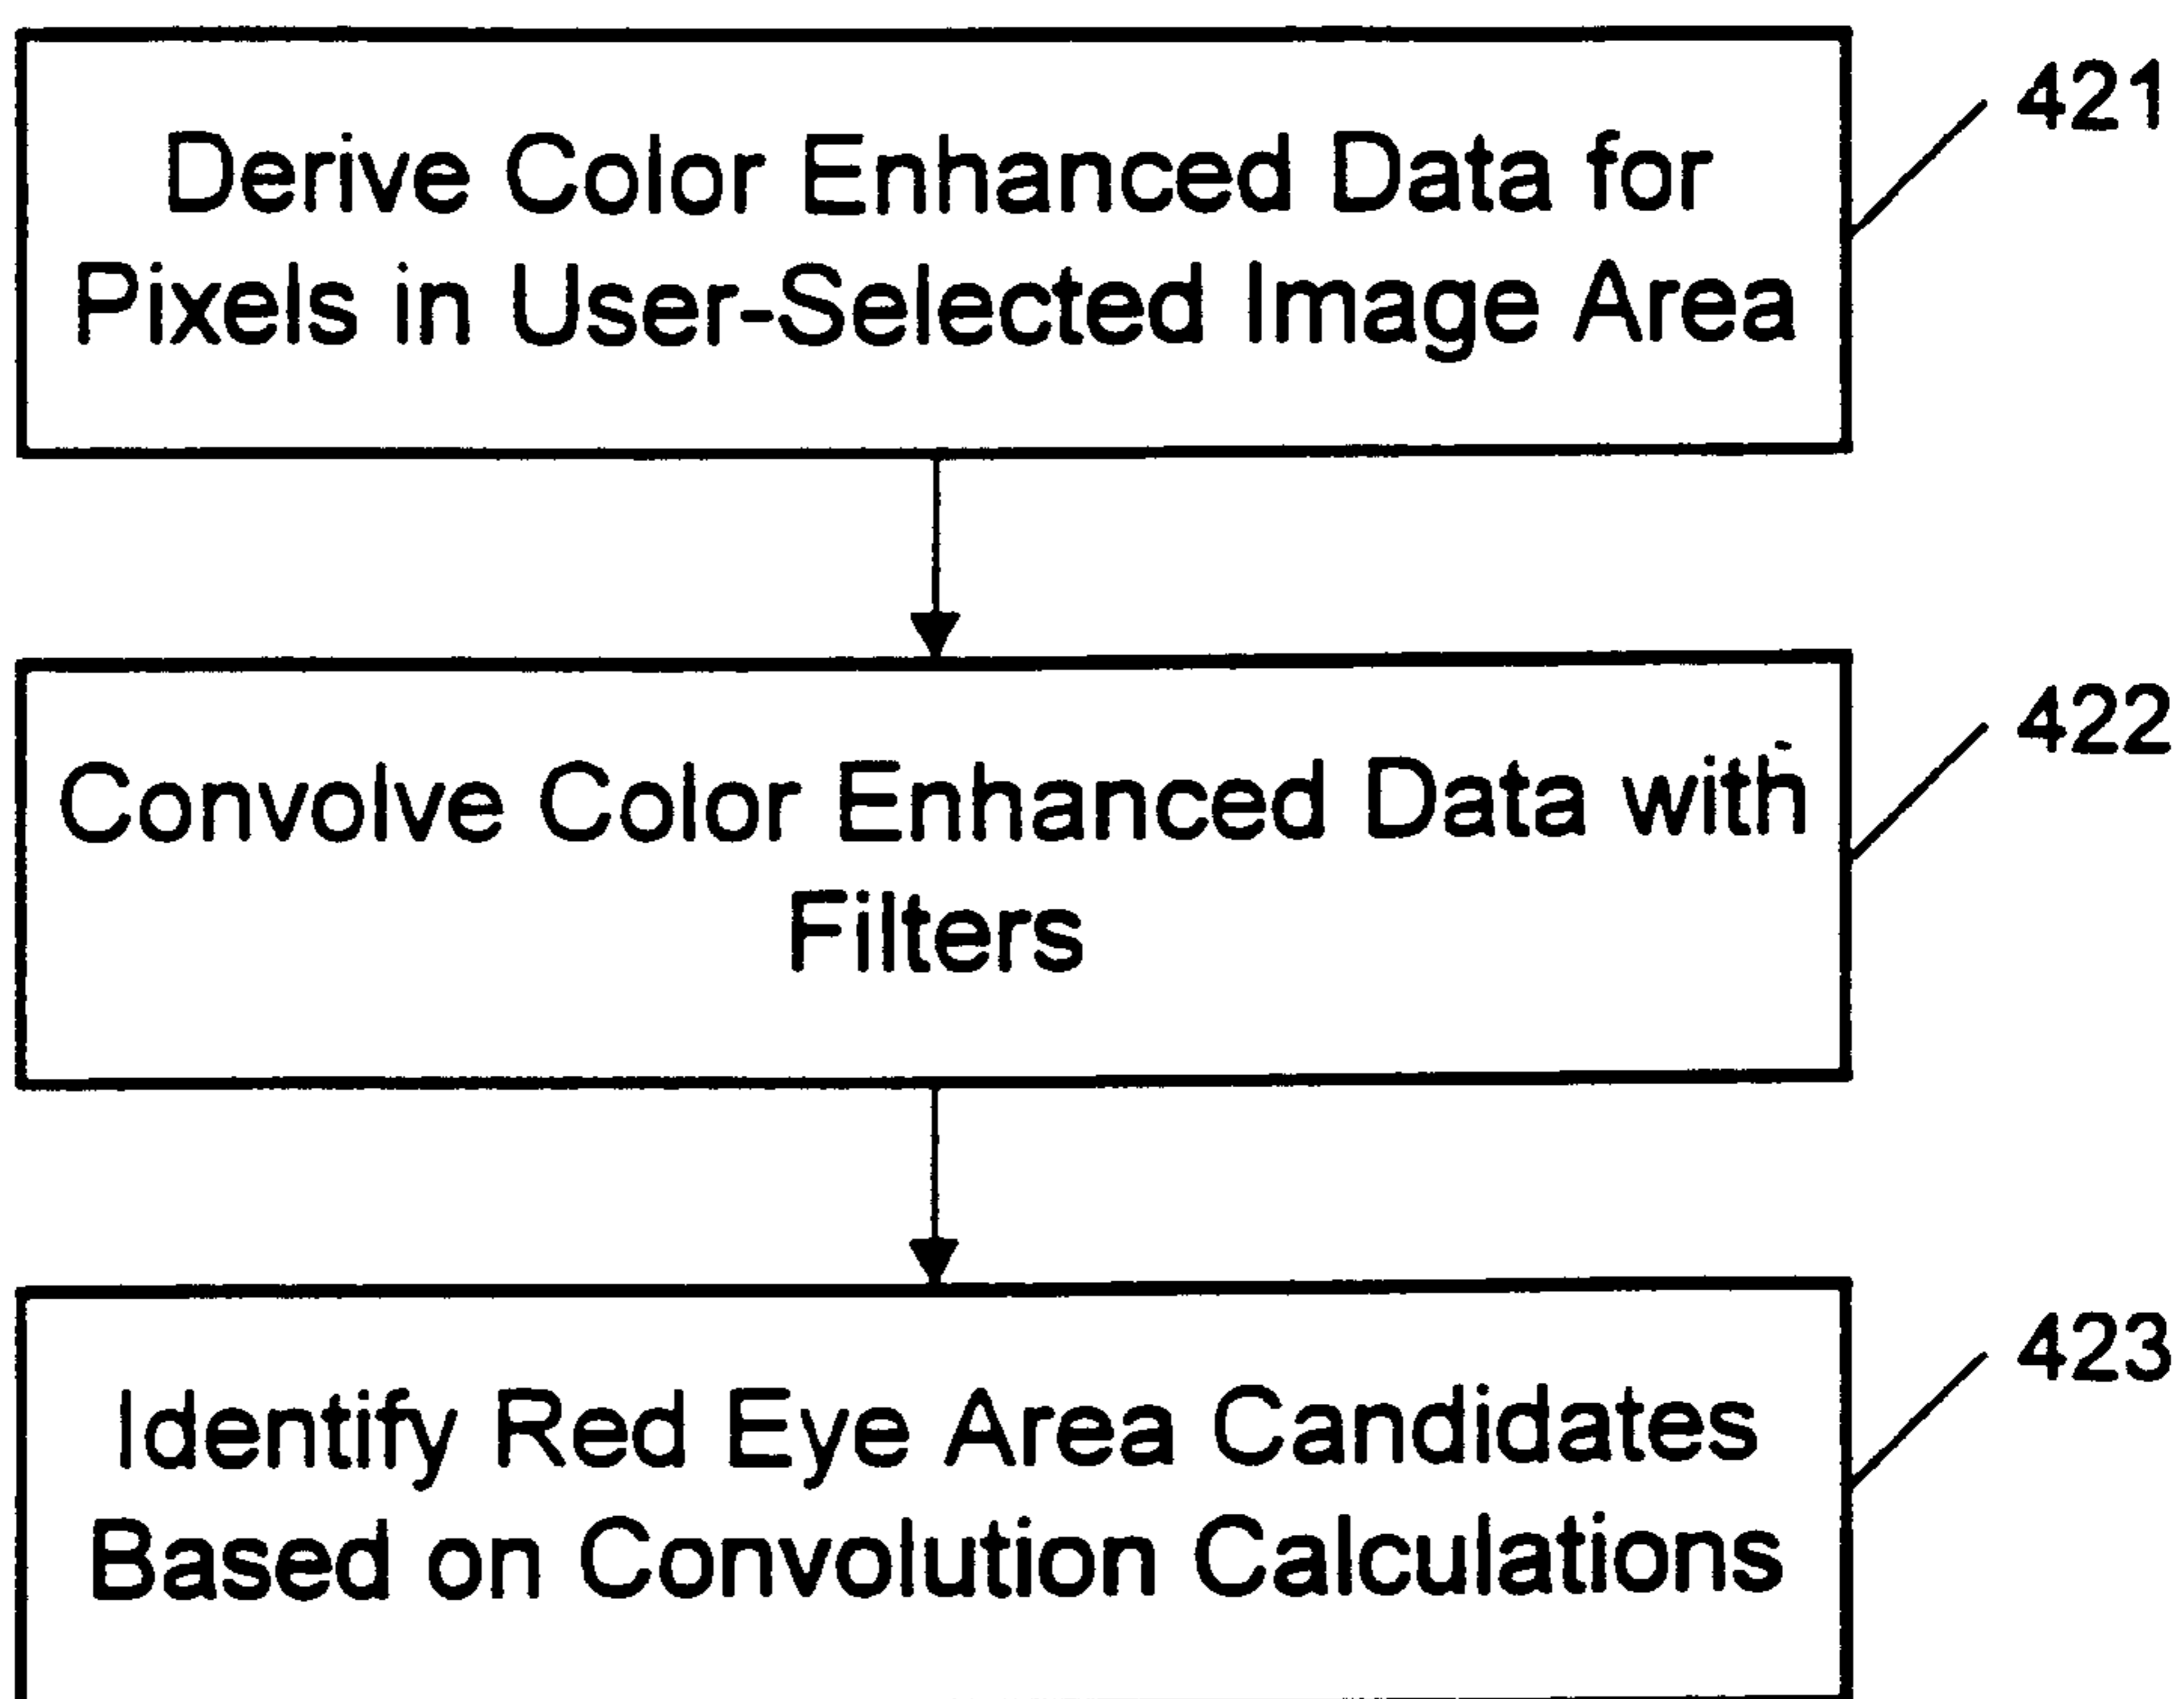 421
Derive Color Enhanced Data for
Pixels in User-Selected Image Area
422
Convolve Color Enhanced Data with
Filters
423
Identify Red Eye Area Candidates
Based on Convolution Calculations